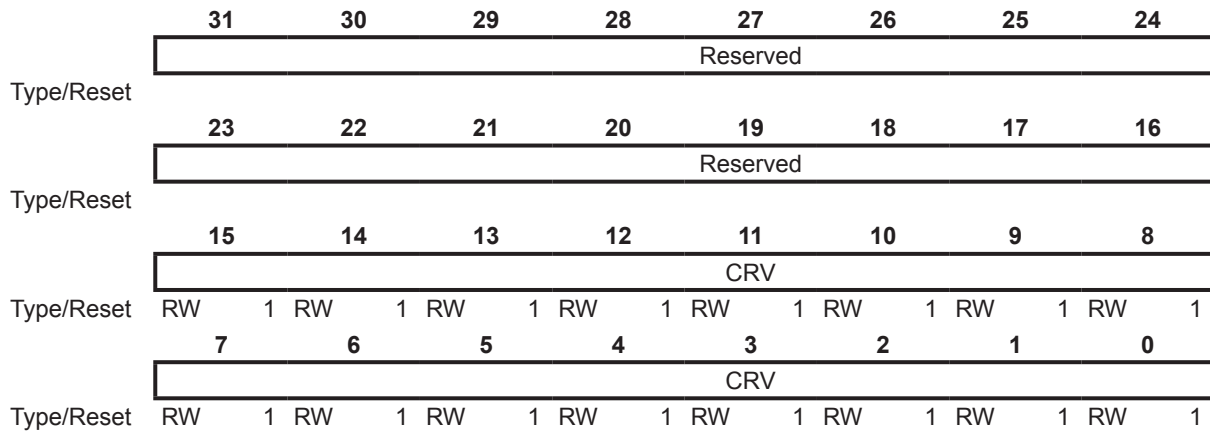 31 30 29 28 27 26 25 24
Reserved
Type/Reset
23 22 21 20 19 18 17 16
Reserved
Type/Reset
15 14 13 12 11 10 9 8
CRV
Type/Reset RW 1 RW 1 RW 1 RW 1 RW 1 RW 1 RW 1 RW 1
7 6 5 4 3 2 1 0
CRV
Type/Reset RW 1 RW 1 RW 1 RW 1 RW 1 RW 1 RW 1 RW 1